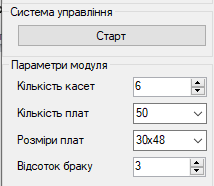 Система управління
Старт
Параметри модуля
Кількість касет 6
Кількість плат 50
Розміри плат 30x48
Відсоток браку 3